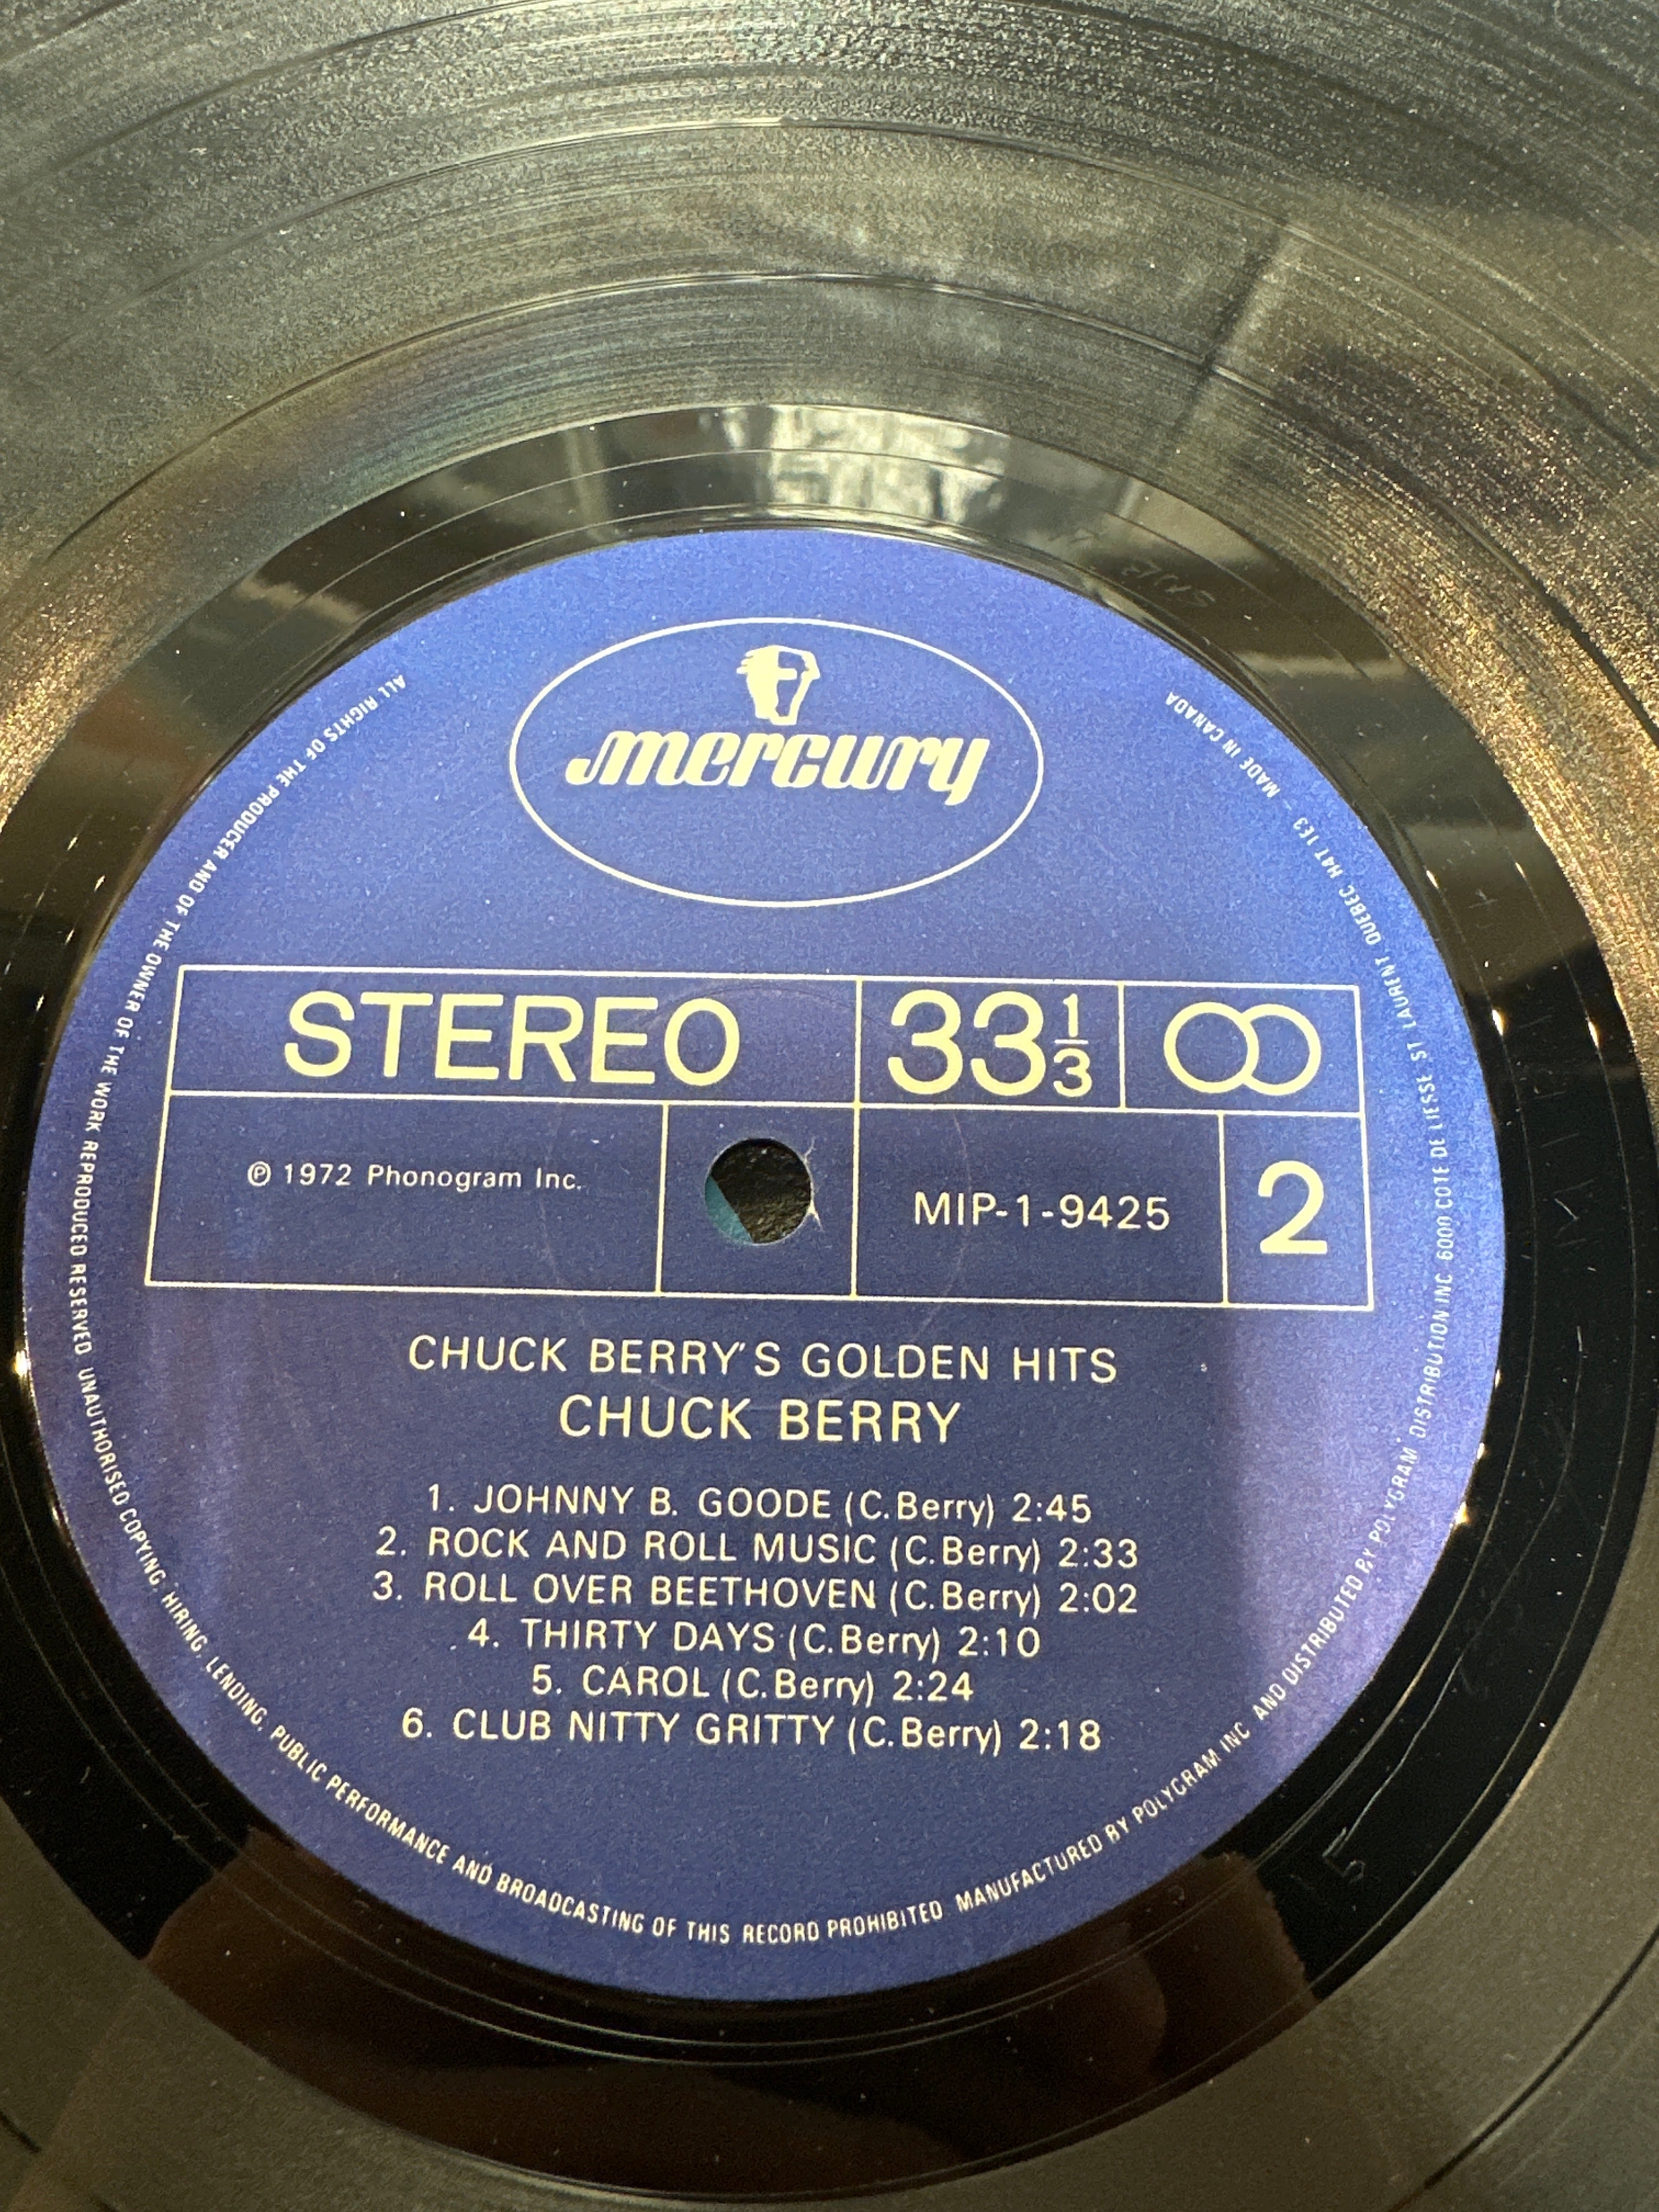 mercury
STEREO
33 1/3
℗ 1972 Phonogram Inc.
MIP-1-9425
2
CHUCK BERRY'S GOLDEN HITS
CHUCK BERRY
1. JOHNNY B. GOODE (C.Berry) 2:45
2. ROCK AND ROLL MUSIC (C.Berry) 2:33
3. ROLL OVER BEETHOVEN (C.Berry) 2:02
4. THIRTY DAYS (C.Berry) 2:10
5. CAROL (C.Berry) 2:24
6. CLUB NITTY GRITTY (C.Berry) 2:18
ALL RIGHTS OF THE PRODUCER AND OF THE OWNER OF THE WORK REPRODUCED RESERVED UNAUTHORISED COPYING, HIRING, LENDING, PUBLIC PERFORMANCE AND BROADCASTING OF THIS RECORD PROHIBITED MANUFACTURED BY POLYGRAM INC AND DISTRIBUTED BY POLYGRAM DISTRIBUTION INC 6000 COTE DE LIESSE ST LAURENT QUEBEC H4T 1E3 – MADE IN CANADA